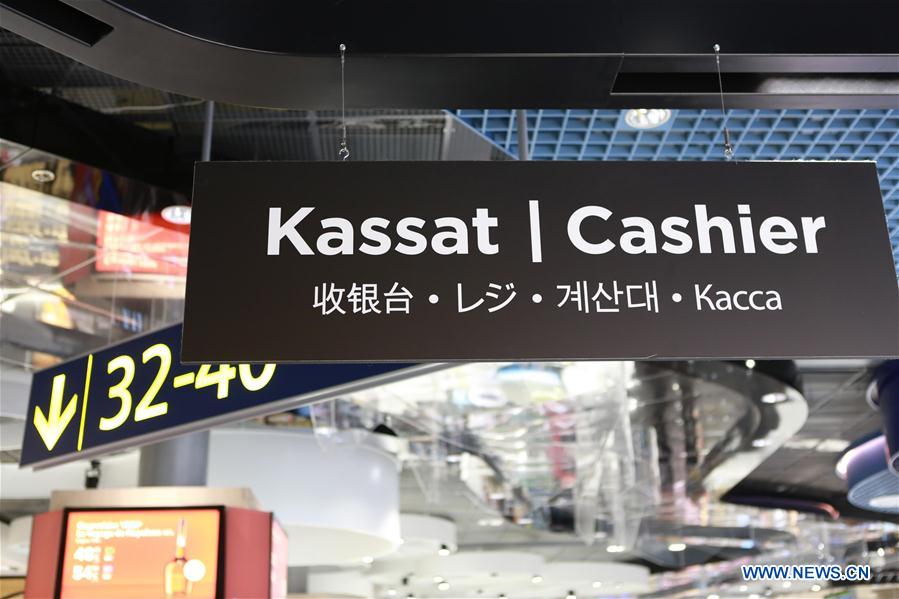 Kassat | Cashier
收银台 • レジ • 계산대 • Касса
32-40
WWW.NEWS.CN